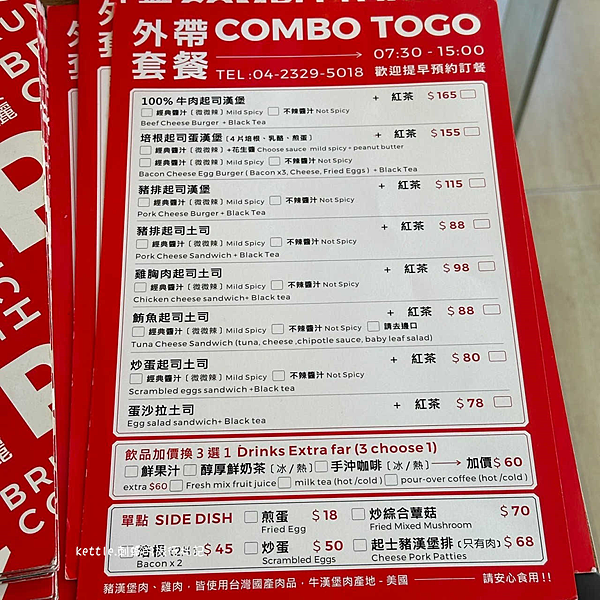 外帶套餐 COMBO TOGO
07:30 - 15:00
TEL:04-2329-5018 歡迎提早預約訂餐
100% 牛肉起司漢堡 + 紅茶 $165
經典醬汁〔微微辣〕Mild Spicy 不辣醬汁 Not Spicy
Beef Cheese Burger + Black Tea
培根起司蛋漢堡〔4片培根、乳酪、煎蛋〕 + 紅茶 $155
經典醬汁〔微微辣〕+花生醬 Choose sauce mild spicy + peanut butter
經典醬汁〔微微辣〕Mild Spicy 不辣醬汁 Not Spicy
Bacon Cheese Egg Burger ( Bacon x3, Cheese, Fried Eggs ) + Black Tea
豬排起司漢堡 + 紅茶 $115
經典醬汁〔微微辣〕Mild Spicy 不辣醬汁 Not Spicy
Pork Cheese Burger + Black Tea
豬排起司土司 + 紅茶 $88
經典醬汁〔微微辣〕Mild Spicy 不辣醬汁 Not Spicy
Pork Cheese Sandwich + Black Tea
雞胸肉起司土司 + 紅茶 $98
經典醬汁〔微微辣〕Mild Spicy 不辣醬汁 Not Spicy
Chicken cheese sandwich+ Black tea
鮪魚起司土司 + 紅茶 $88
經典醬汁〔微微辣〕Mild Spicy 不辣醬汁 Not Spicy 請去邊口
Tuna Cheese Sandwich (tuna, cheese ,chipotle sauce, baby leaf salad)
炒蛋起司土司 + 紅茶 $80
經典醬汁〔微微辣〕Mild Spicy 不辣醬汁 Not Spicy
Scrambled eggs sandwich +Black tea
蛋沙拉土司 + 紅茶 $78
Egg salad sandwich+ Black tea
飲品加價換3選1 Drinks Extra far (3 choose 1)
鮮果汁 醇厚鮮奶茶〔冰/熱〕 手沖咖啡〔冰/熱〕 加價$60
extra $60 Fresh mix fruit juice milk tea (hot /cold) pour-over coffee (hot /cold)
單點 SIDE DISH 煎蛋 $18 炒綜合蕈菇 $70
Fried Egg Fried Mixed Mushroom
kettle
$45 炒蛋 $50 起士豬漢堡排〔只有肉〕$68
Bacon x 2 Scrambled Eggs Cheese Pork Patties
豬漢堡肉、雞肉，皆使用台灣國產肉品，牛漢堡肉產地 - 美國 請安心食用!!